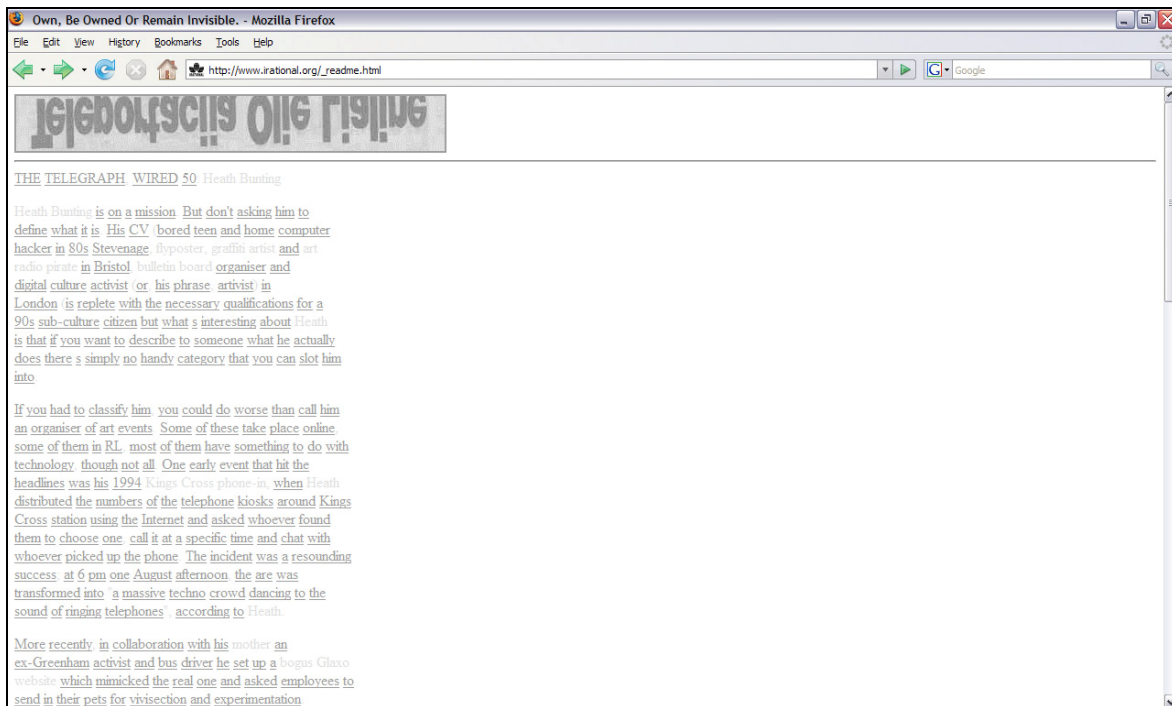 Own, Be Owned Or Remain Invisible. - Mozilla Firefox
File Edit View History Bookmarks Tools Help
http://www.irational.org/_readme.html
Google
Teleportacija Olie Lialine
THE TELEGRAPH, WIRED 50: Heath Bunting
Heath Bunting is on a mission. But don't asking him to
define what it is. His CV (bored teen and home computer
hacker in 80s Stevenage, flyposter, graffiti artist and art
radio pirate in Bristol, bulletin board organiser and
digital culture activist (or, his phrase, artivist) in
London (is replete with the necessary qualifications for a
90s sub-culture citizen but what s interesting about Heath
is that if you want to describe to someone what he actually
does there s simply no handy category that you can slot him
into.
If you had to classify him, you could do worse than call him
an organiser of art events. Some of these take place online,
some of them in RL, most of them have something to do with
technology, though not all. One early event that hit the
headlines was his 1994 Kings Cross phone-in, when Heath
distributed the numbers of the telephone kiosks around Kings
Cross station using the Internet and asked whoever found
them to choose one, call it at a specific time and chat with
whoever picked up the phone. The incident was a resounding
success, at 6 pm one August afternoon, the are was
transformed into "a massive techno crowd dancing to the
sound of ringing telephones", according to Heath.
More recently, in collaboration with his mother an
ex-Greenham activist and bus driver he set up a bogus Glaxo
website which mimicked the real one and asked employees to
send in their pets for vivisection and experimentation